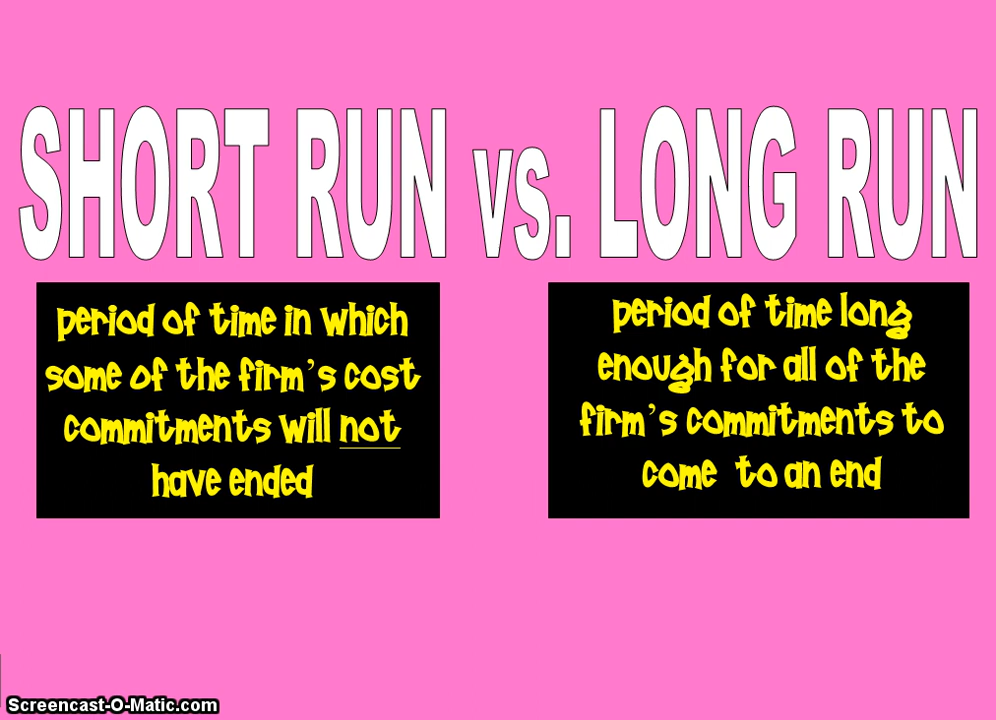 SHORT RUN vs. LONG RUN
period of time in which
some of the firm's cost
commitments will not
have ended
period of time long
enough for all of the
firm's commitments to
come to an end
Screencast-O-Matic.com